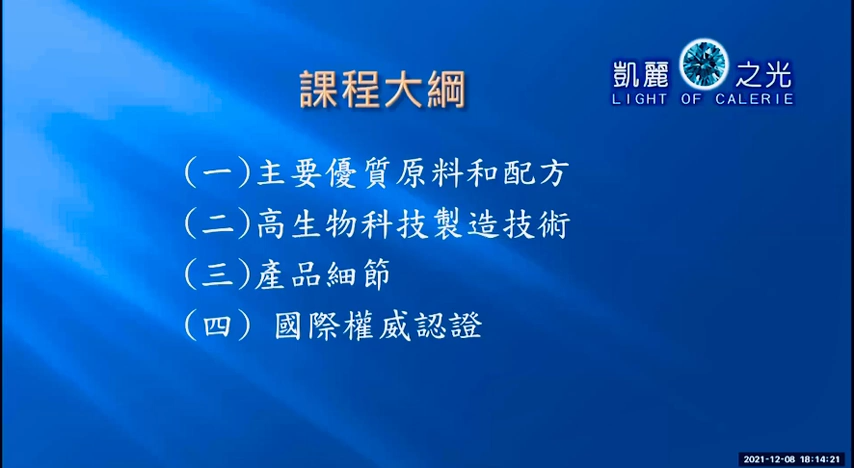 課程大綱
凱麗之光
LIGHT OF CALERIE
(一)主要優質原料和配方
(二)高生物科技製造技術
(三)產品細節
(四) 國際權威認證
2021-12-08 18:14:21